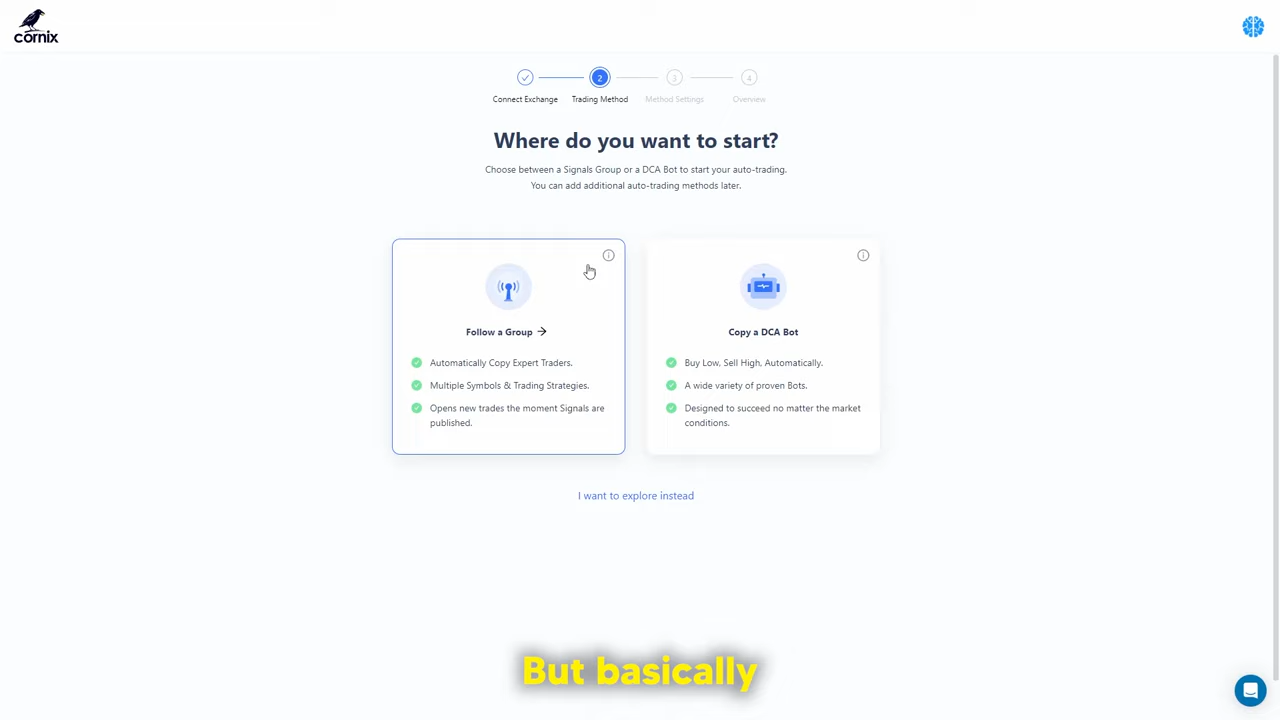 cornix
2
3
4
Connect Exchange
Trading Method
Method Settings
Overview
Where do you want to start?
Choose between a Signals Group or a DCA Bot to start your auto-trading.
You can add additional auto-trading methods later.
Follow a Group →
Automatically Copy Expert Traders.
Multiple Symbols & Trading Strategies.
Opens new trades the moment Signals are
published.
Copy a DCA Bot
Buy Low, Sell High, Automatically.
A wide variety of proven Bots.
Designed to succeed no matter the market
conditions.
I want to explore instead
But basically